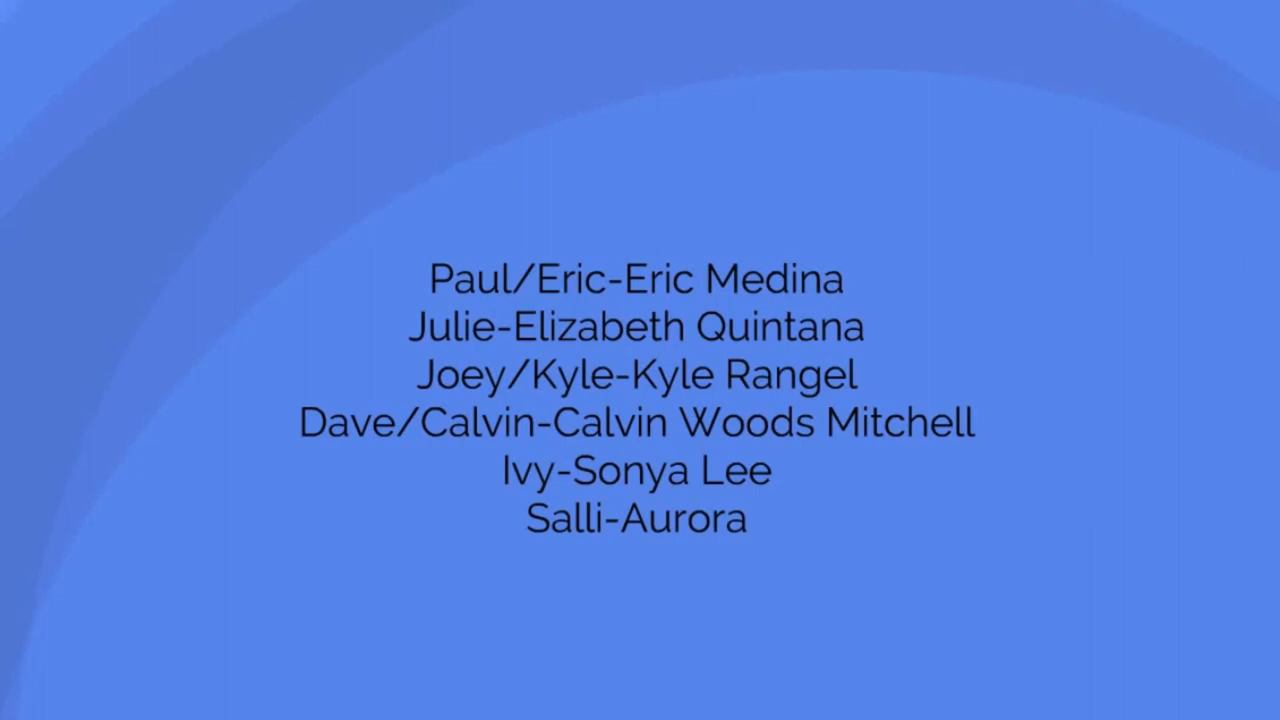 Paul/Eric-Eric Medina
Julie-Elizabeth Quintana
Joey/Kyle-Kyle Rangel
Dave/Calvin-Calvin Woods Mitchell
Ivy-Sonya Lee
Salli-Aurora